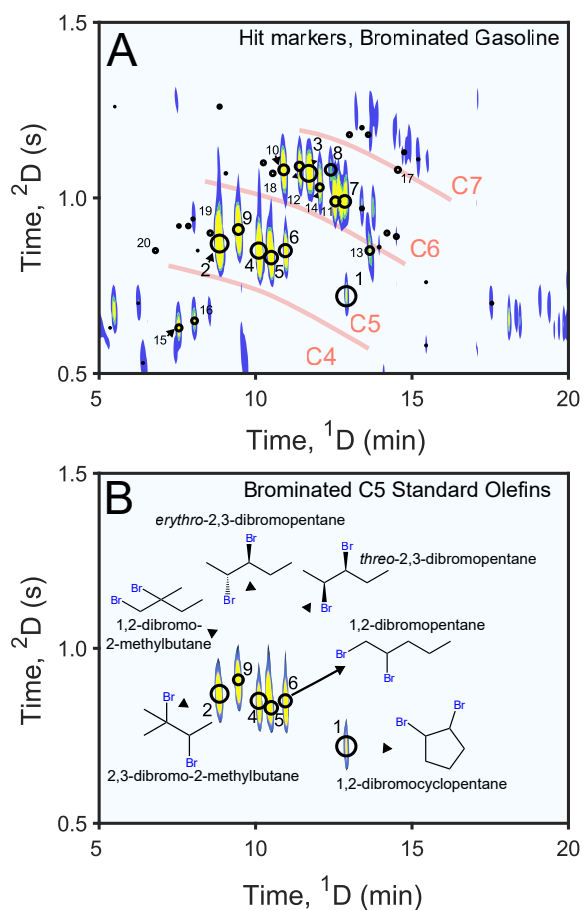 1.5
A
Hit markers, Brominated Gasoline
10
3
8
18
12
14
11
7
17
C7
1.0
19
9
2
4
5
6
13
C6
20
1
15
16
C5
C4
0.5
5
10
15
20
Time, 2D (s)
Time, 1D (min)
1.5
B
Brominated C5 Standard Olefins
erythro-2,3-dibromopentane
Br
Br
threo-2,3-dibromopentane
Br
Br
Br
Br
1,2-dibromo-
2-methylbutane
1,2-dibromopentane
Br
Br
1.0
9
2
4
5
6
Br
Br
2,3-dibromo-2-methylbutane
1
Br
Br
1,2-dibromocyclopentane
0.5
5
10
15
20
Time, 2D (s)
Time, 1D (min)